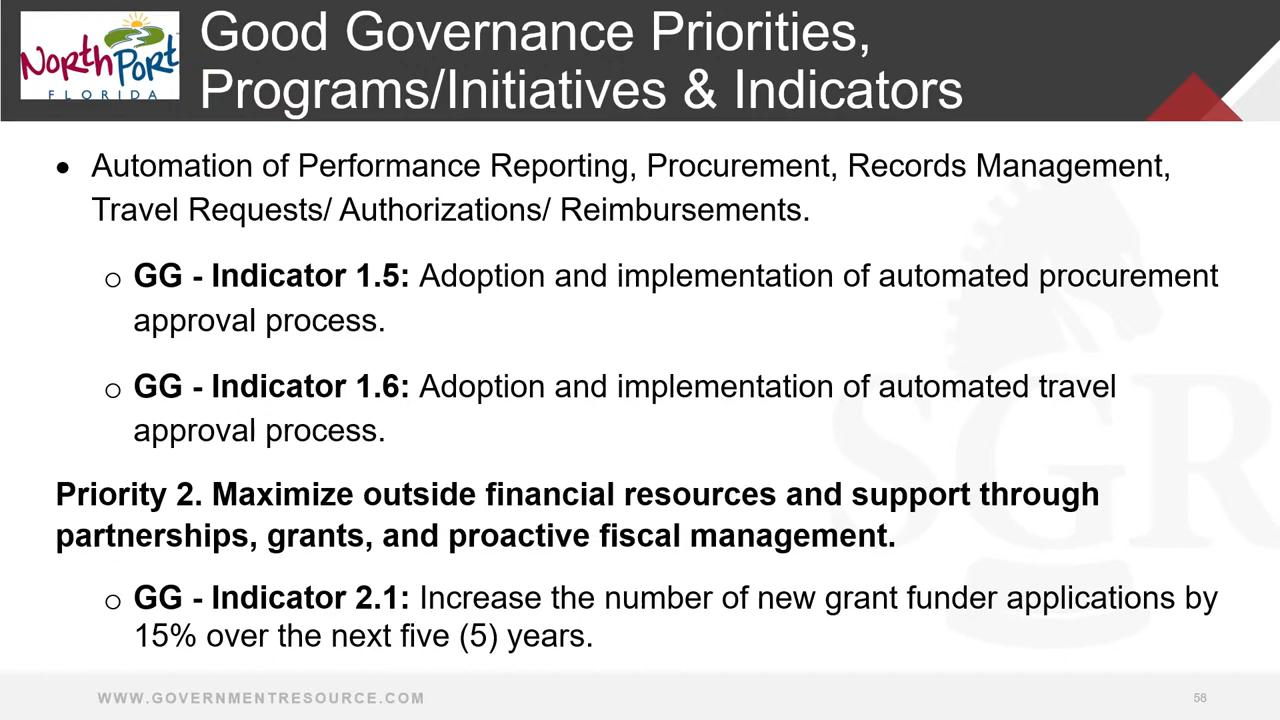 North Port
FLORIDA
Good Governance Priorities,
Programs/Initiatives & Indicators
• Automation of Performance Reporting, Procurement, Records Management,
Travel Requests/ Authorizations/ Reimbursements.
o GG - Indicator 1.5: Adoption and implementation of automated procurement
approval process.
o GG - Indicator 1.6: Adoption and implementation of automated travel
approval process.
Priority 2. Maximize outside financial resources and support through
partnerships, grants, and proactive fiscal management.
o GG - Indicator 2.1: Increase the number of new grant funder applications by
15% over the next five (5) years.
SGR
WWW.GOVERNMENTRESOURCE.COM
58